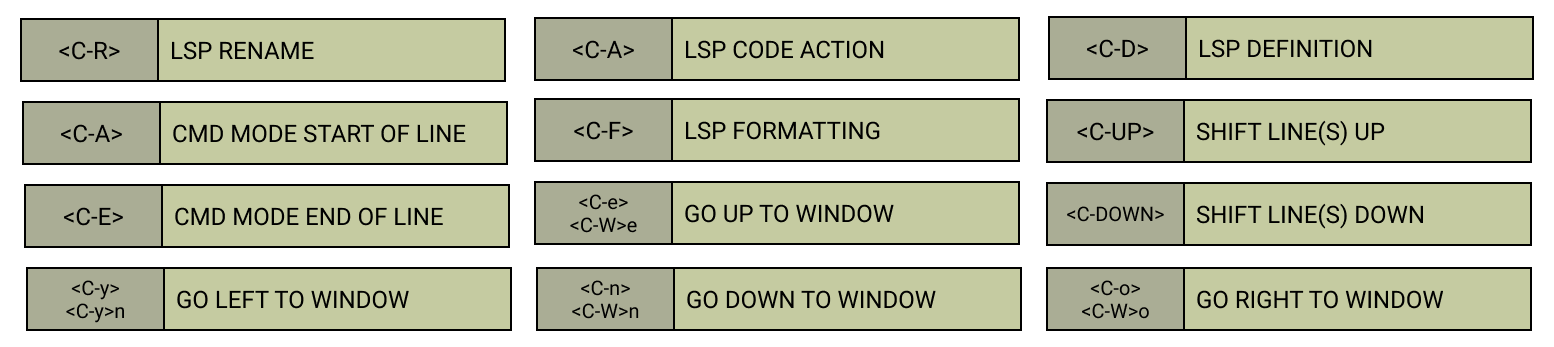 <C-R> LSP RENAME
<C-A> LSP CODE ACTION
<C-D> LSP DEFINITION
<C-A> CMD MODE START OF LINE
<C-F> LSP FORMATTING
<C-UP> SHIFT LINE(S) UP
<C-E> CMD MODE END OF LINE
<C-e>
<C-W>e
GO UP TO WINDOW
<C-DOWN> SHIFT LINE(S) DOWN
<C-y>
<C-y>n
GO LEFT TO WINDOW
<C-n>
<C-W>n
GO DOWN TO WINDOW
<C-o>
<C-W>o
GO RIGHT TO WINDOW